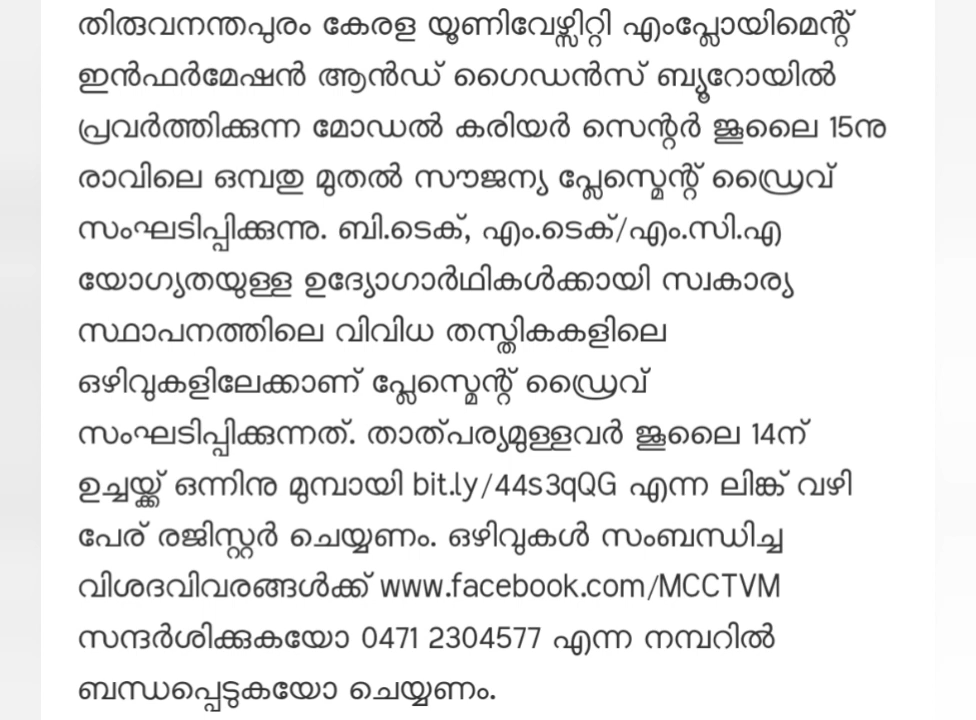 തിരുവനന്തപുരം കേരള യൂണിവേഴ്സിറ്റി എംപ്ലോയിമെന്റ്
ഇൻഫർമേഷൻ ആൻഡ് ഗൈഡൻസ് ബ്യൂറോയിൽ
പ്രവർത്തിക്കുന്ന മോഡൽ കരിയർ സെന്റർ ജൂലൈ 15നു
രാവിലെ ഒമ്പതു മുതൽ സൗജന്യ പ്ലേസ്മെന്റ് ഡ്രൈവ്
സംഘടിപ്പിക്കുന്നു. ബി.ടെക്, എം.ടെക്/എം.സി.എ
യോഗ്യതയുള്ള ഉദ്യോഗാർഥികൾക്കായി സ്വകാര്യ
സ്ഥാപനത്തിലെ വിവിധ തസ്തികകളിലെ
ഒഴിവുകളിലേക്കാണ് പ്ലേസ്മെന്റ് ഡ്രൈവ്
സംഘടിപ്പിക്കുന്നത്. താത്പര്യമുള്ളവർ ജൂലൈ 14ന്
ഉച്ചയ്ക്ക് ഒന്നിനു മുമ്പായി bit.ly/44s3qQG എന്ന ലിങ്ക് വഴി
പേര് രജിസ്റ്റർ ചെയ്യണം. ഒഴിവുകൾ സംബന്ധിച്ച
വിശദവിവരങ്ങൾക്ക് www.facebook.com/MCCTVM
സന്ദർശിക്കുകയോ 0471 2304577 എന്ന നമ്പറിൽ
ബന്ധപ്പെടുകയോ ചെയ്യണം.